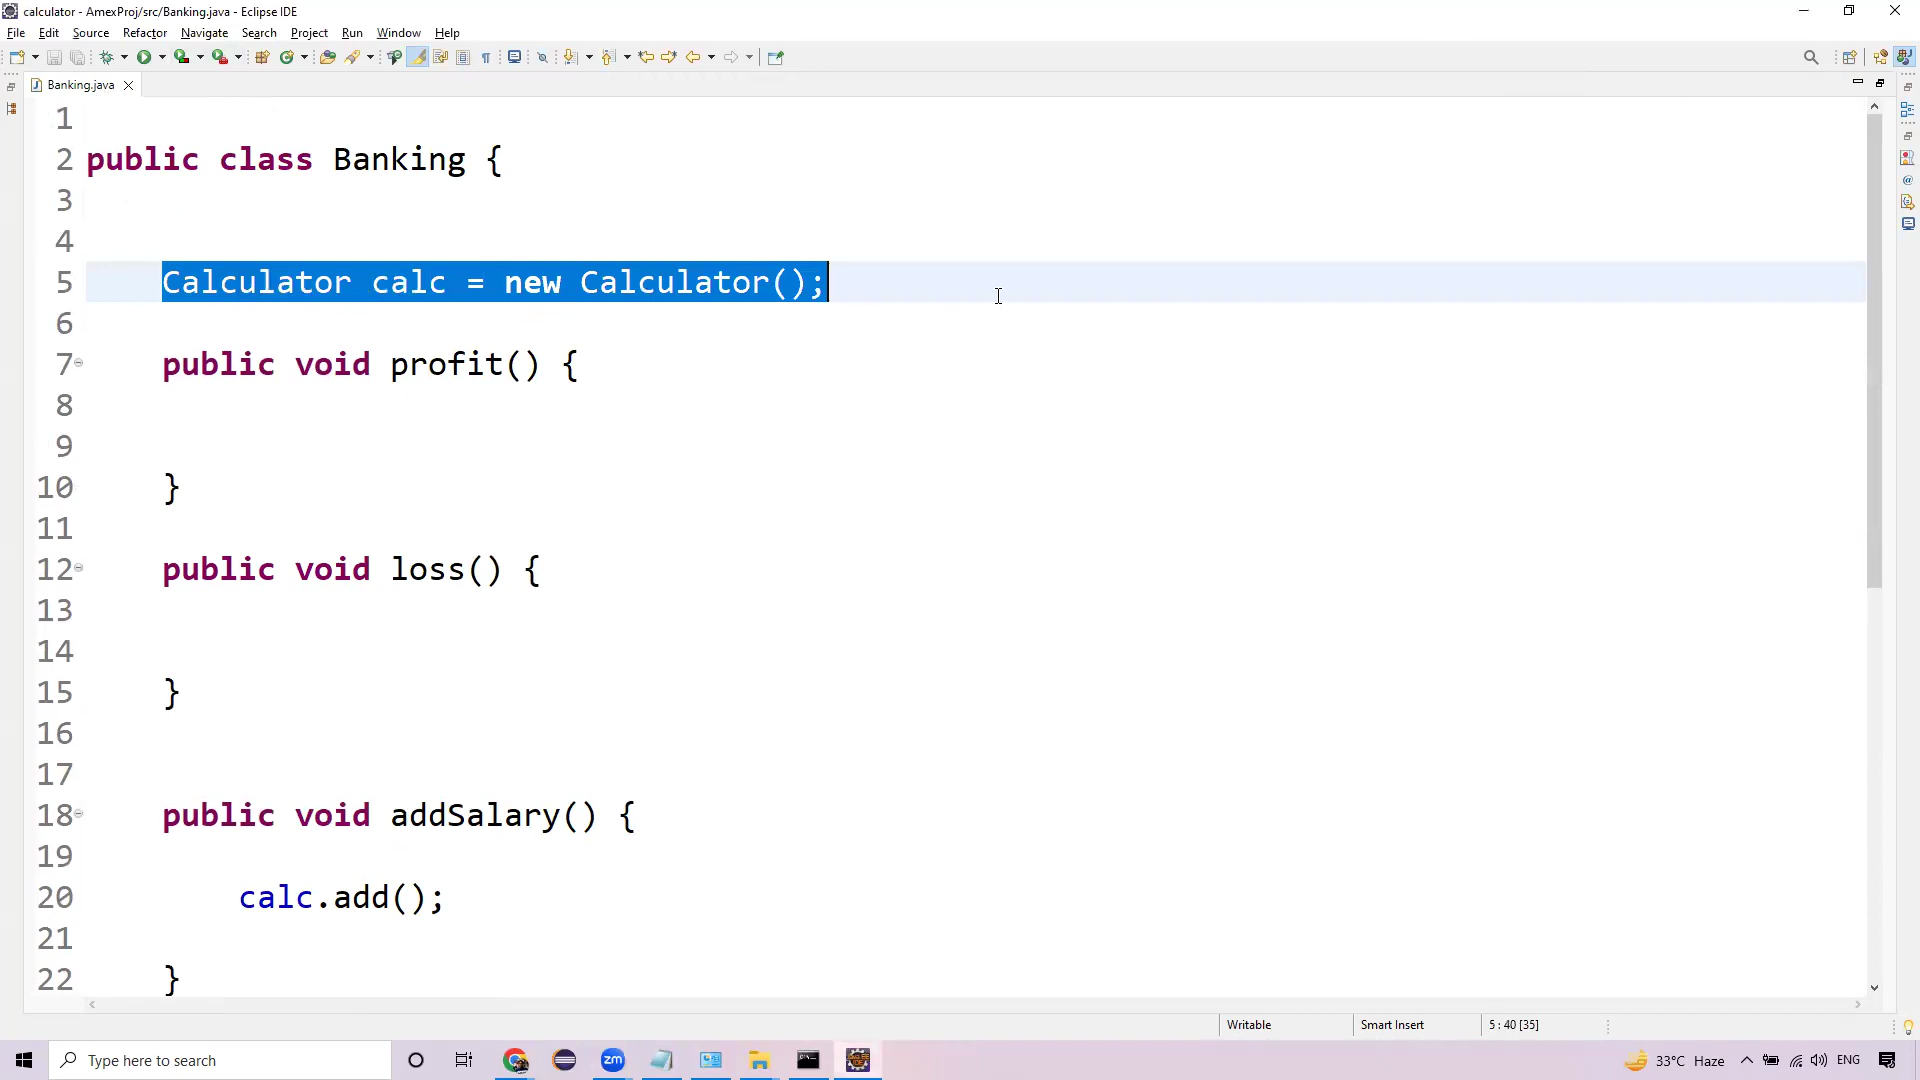 calculator - AmexProj/src/Banking.java - Eclipse IDE
File Edit Source Refactor Navigate Search Project Run Window Help
Banking.java
1
2 public class Banking {
3
4
5 Calculator calc = new Calculator();
6
7 public void profit() {
8
9
10 }
11
12 public void loss() {
13
14
15 }
16
17
18 public void addSalary() {
19
20 calc.add();
21
22 }
Writable Smart Insert 5 : 40 [35]
Type here to search zm 33°C Haze ENG